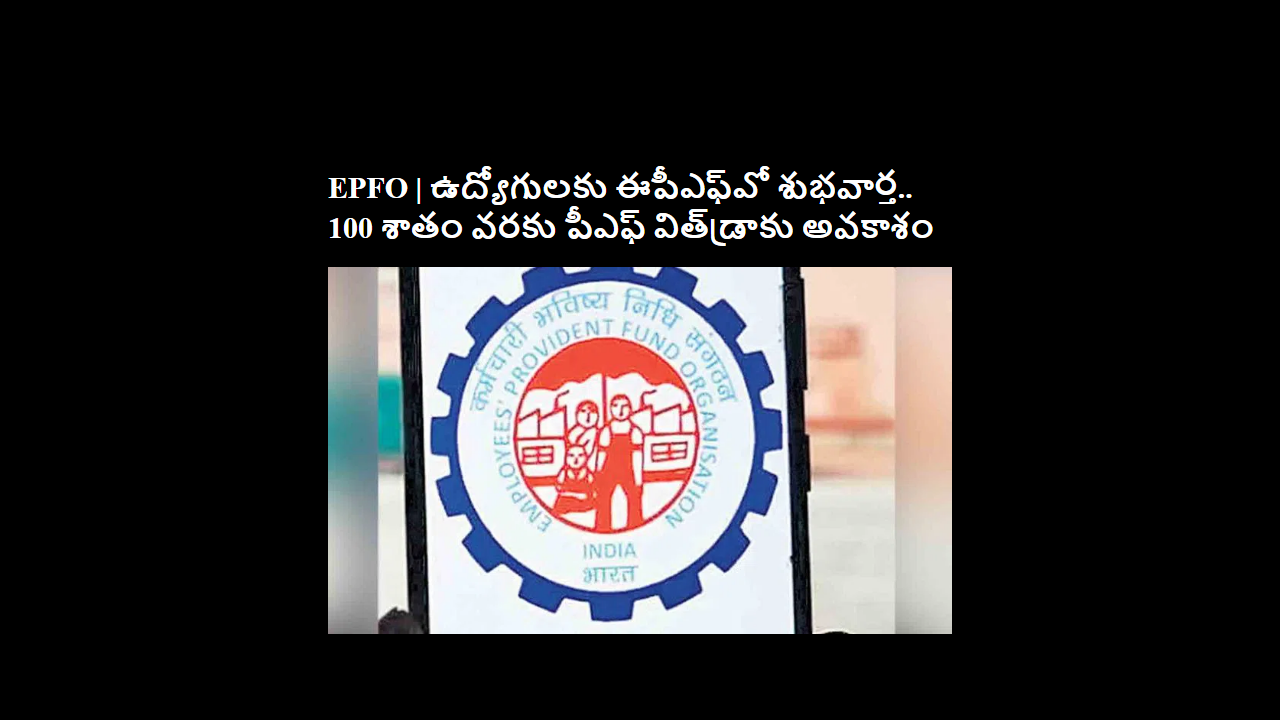 EPFO | ఉద్యోగులకు ఈపీఎఫ్‌వో శుభవార్త..
100 శాతం వరకు పీఎఫ్‌ విత్‌డ్రాకు అవకాశం
कर्मचारी भविष्य निधि संगठन
EMPLOYEES' PROVIDENT FUND ORGANISATION
INDIA
भारत